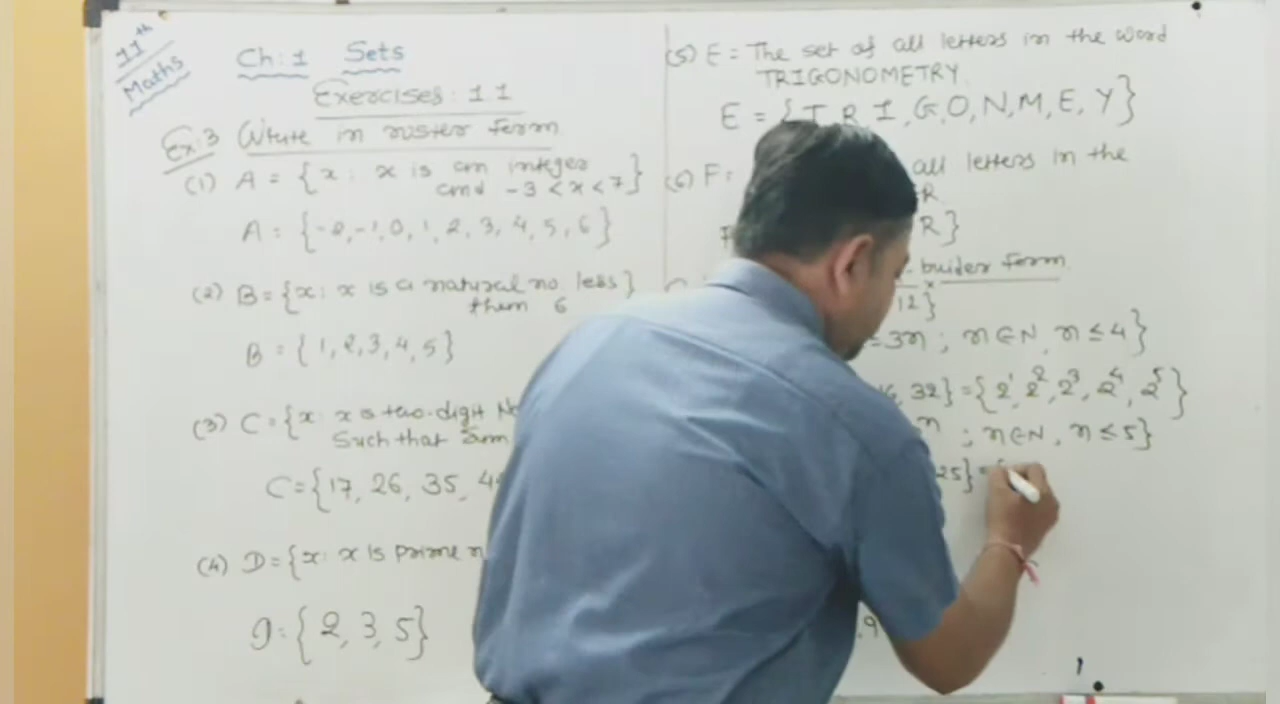 11th
Maths
Ch: 1 Sets
Exercises: 1 1
Ex: 3 Write in roster form
(1) A = {x: x is an integer
and -3 < x < 7}
A = {-2, -1, 0, 1, 2, 3, 4, 5, 6}
(2) B = {x: x is a natural no. less}
than 6
B = {1, 2, 3, 4, 5}
(3) C = {x: x is two-digit
Such that Sum
C = {17, 26, 35,
(4) D = {x: x is prime
D = {2, 3, 5}
(5) E = The set of all letters in the word
TRIGONOMETRY
E = {T, R, I, G, O, N, M, E, Y}
(6) F = all letters in the
R
R}
buider form
12}
= 3n ; n∈N, n ≤ 4}
, 32} = {2¹, 2², 2³, 2⁴, 2⁵}
n ; n∈N, n ≤ 5}
25} = {
, 9